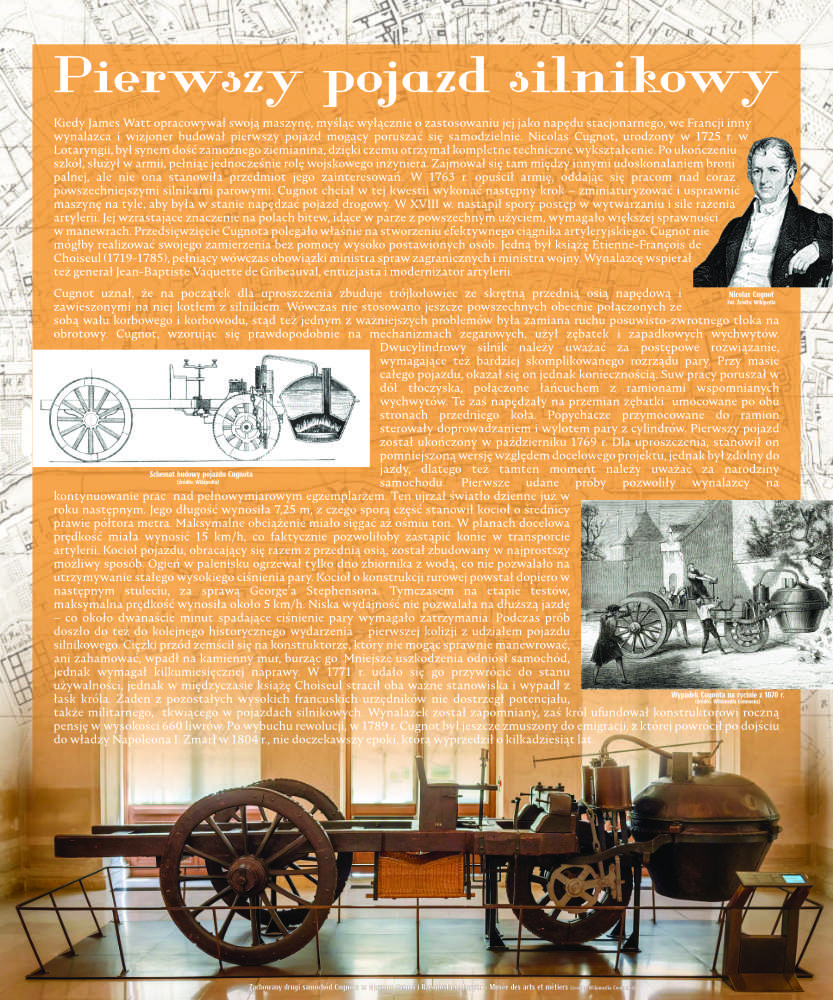 Pierwszy pojazd silnikowy
Kiedy James Watt opracowywał swoją maszynę, myśląc wyłącznie o zastosowaniu jej jako napędu stacjonarnego, we Francji inny
wynalazca i wizjoner budował pierwszy pojazd mogący poruszać się samodzielnie. Nicolas Cugnot, urodzony w 1725 r. w
Lotaryngii, był synem dość zamożnego ziemianina, dzięki czemu otrzymał kompletne techniczne wykształcenie. Po ukończeniu
szkół, służył w armii, pełniąc jednocześnie rolę wojskowego inżyniera. Zajmował się tam między innymi udoskonalaniem broni
palnej, ale nie ona stanowiła przedmiot jego zainteresowań. W 1763 r. opuścił armię, oddając się pracom nad coraz
powszechniejszymi silnikami parowymi. Cugnot chciał w tej kwestii wykonać następny krok – zminiaturyzować i usprawnić
maszynę na tyle, aby była w stanie napędzać pojazd drogowy. W XVIII w. nastąpił spory postęp w wytwarzaniu i sile rażenia
artylerii. Jej wzrastające znaczenie na polach bitew, idące w parze z powszechnym użyciem, wymagało większej sprawności
w manewrach. Przedsięwzięcie Cugnota polegało właśnie na stworzeniu efektywnego ciągnika artyleryjskiego. Cugnot nie
mógłby realizować swojego zamierzenia bez pomocy wysoko postawionych osób. Jedną był książę Étienne-François de
Choiseul (1719-1785), pełniący wówczas obowiązki ministra spraw zagranicznych i ministra wojny. Wynalazcę wspierał
też generał Jean-Baptiste Vaquette de Gribeauval, entuzjasta i modernizator artylerii.
Nicolas Cugnot
Cugnot uznał, że na początek dla uproszczenia zbuduje trójkołowiec ze skrętną przednią osią napędową i
zawieszonymi na niej kotłem z silnikiem. Wówczas nie stosowano jeszcze powszechnych obecnie połączonych ze
sobą wału korbowego i korbowodu, stąd też jednym z ważniejszych problemów była zamiana ruchu posuwisto-zwrotnego tłoka na
obrotowy. Cugnot, wzorując się prawdopodobnie na mechanizmach zegarowych, użył zębatek i zapadkowych wychwytów.
Dwucylindrowy silnik należy uważać za postępowe rozwiązanie,
wymagające też bardziej skomplikowanego rozrządu pary. Przy masie
całego pojazdu, okazał się on jednak koniecznością. Suw pracy poruszał w
dół tłoczyska, połączone łańcuchem z ramionami wspomnianych
wychwytów. Te zaś napędzały na przemian zębatki umocowane po obu
stronach przedniego koła. Popychacze przymocowane do ramion
sterowały doprowadzaniem i wylotem pary z cylindrów. Pierwszy pojazd
został ukończony w październiku 1769 r. Dla uproszczenia, stanowił on
pomniejszoną wersję względem docelowego projektu, jednak był zdolny do
jazdy, dlatego też tamten moment należy uważać za narodziny
samochodu. Pierwsze udane próby pozwoliły wynalazcy na
Schemat budowy pojazdu Cugnota
(źródło: Wikipedia)
kontynuowanie prac nad pełnowymiarowym egzemplarzem. Ten ujrzał światło dzienne już w
roku następnym. Jego długość wynosiła 7,25 m, z czego sporą część stanowił kocioł o średnicy
prawie półtora metra. Maksymalne obciążenie miało sięgać aż ośmiu ton. W planach docelowa
prędkość miała wynosić 15 km/h, co faktycznie pozwoliłoby zastąpić konie w transporcie
artylerii. Kocioł pojazdu, obracający się razem z przednią osią, został zbudowany w najprostszy
możliwy sposób. Ogień w palenisku ogrzewał tylko dno zbiornika z wodą, co nie pozwalało na
utrzymywanie stałego wysokiego ciśnienia pary. Kocioł o konstrukcji rurowej powstał dopiero w
następnym stuleciu, za sprawą George'a Stephensona. Tymczasem na etapie testów,
maksymalna prędkość wynosiła około 5 km/h. Niska wydajność nie pozwalała na dłuższą jazdę
– co około dwanaście minut spadające ciśnienie pary wymagało zatrzymania. Podczas prób
doszło do też do kolejnego historycznego wydarzenia – pierwszej kolizji z udziałem pojazdu
silnikowego. Ciężki przód zemścił się na konstruktorze, który nie mogąc sprawnie manewrować,
ani zahamować, wpadł na kamienny mur, burząc go. Mniejsze uszkodzenia odniósł samochód,
jednak wymagał kilkumiesięcznej naprawy. W 1771 r. udało się go przywrócić do stanu
używalności, jednak w międzyczasie książę Choiseul stracił oba ważne stanowiska i wypadł z
łask króla. Żaden z pozostałych wysokich francuskich urzędników nie dostrzegł potencjału,
także militarnego, tkwiącego w pojazdach silnikowych. Wynalazek został zapomniany, zaś król ufundował konstruktorowi roczną
pensję w wysokości 660 liwrów. Po wybuchu rewolucji, w 1789 r. Cugnot był jeszcze zmuszony do emigracji, z której powrócił po dojściu
do władzy Napoleona I. Zmarł w 1804 r., nie doczekawszy epoki, którą wyprzedził o kilkadziesiąt lat.
Wypadek Cugnota na rycinie z 1870 r.
(źródło: Wikimedia Commons)
Zachowany drugi samochód Cugnota w Musée des arts et métiers